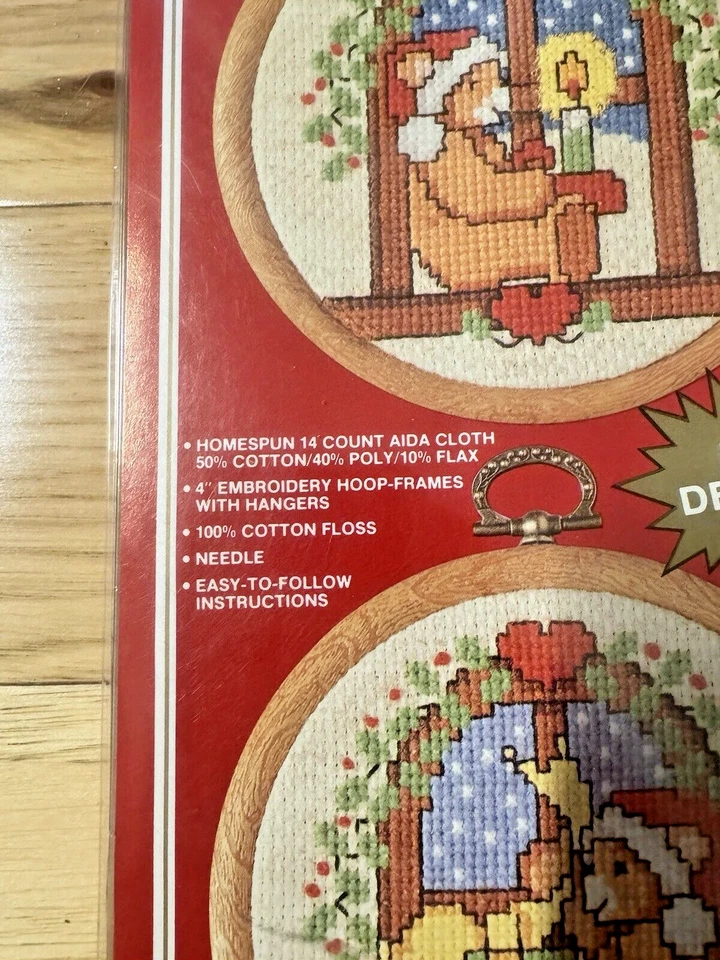 • HOMESPUN 14 COUNT AIDA CLOTH
50% COTTON/40% POLY/10% FLAX
• 4" EMBROIDERY HOOP-FRAMES
WITH HANGERS
• 100% COTTON FLOSS
• NEEDLE
• EASY-TO-FOLLOW
INSTRUCTIONS